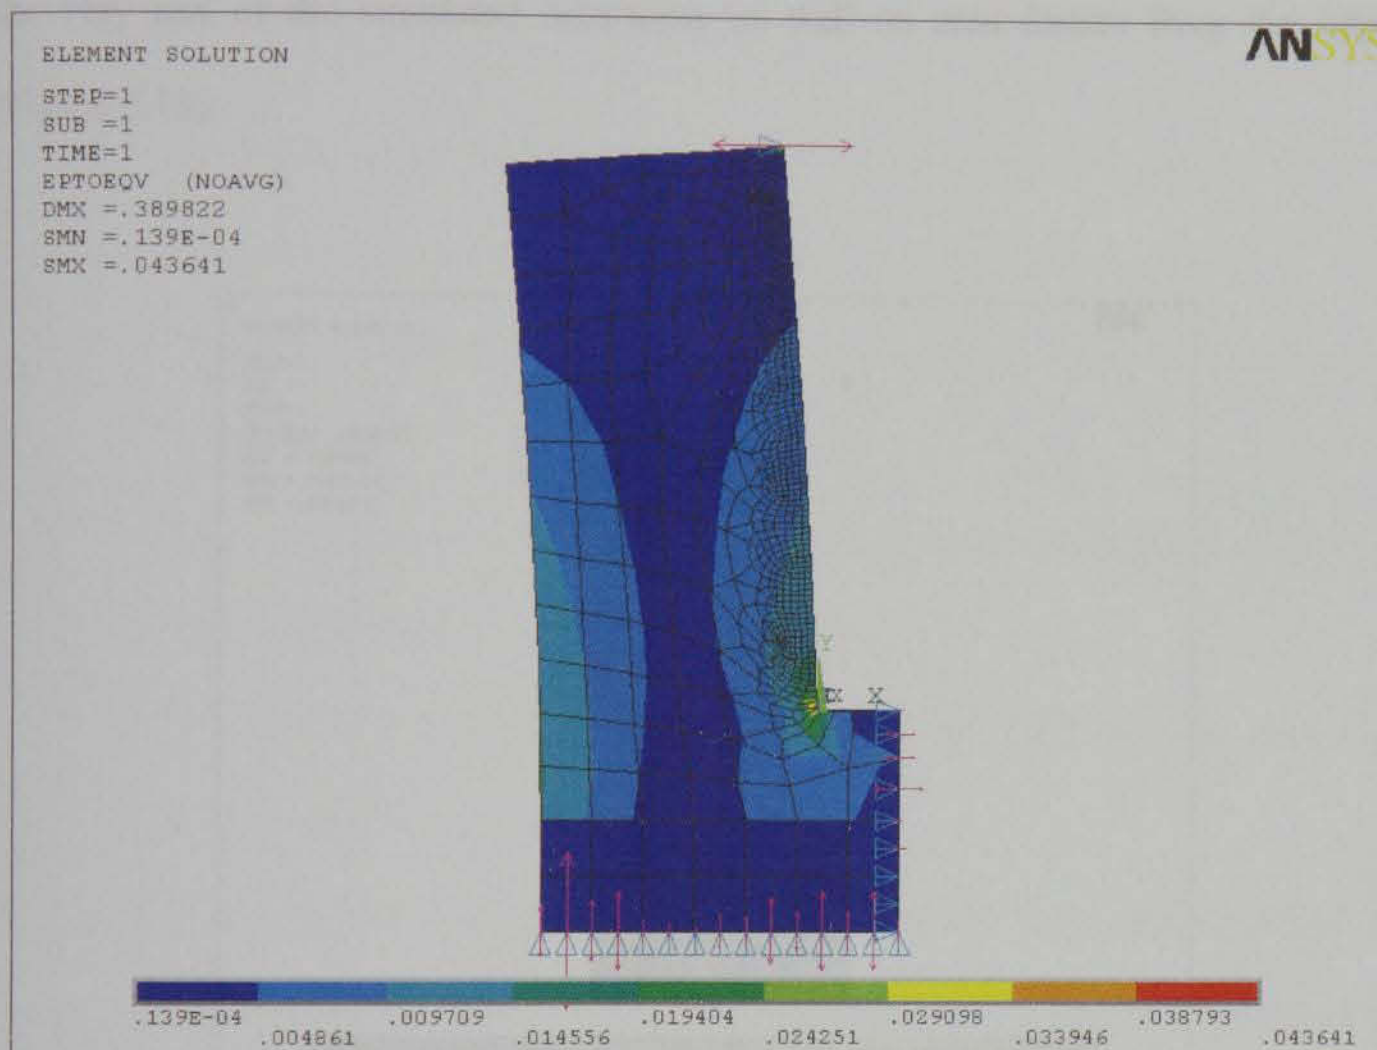 ELEMENT SOLUTION
ANSYS
STEP=1
SUB =1
TIME=1
EPTOEQV (NOAVG)
DMX =.389822
SMN =.139E-04
SMX =.043641
Y
X
.139E-04 .009709 .019404 .029098 .038793
.004861 .014556 .024251 .033946 .043641